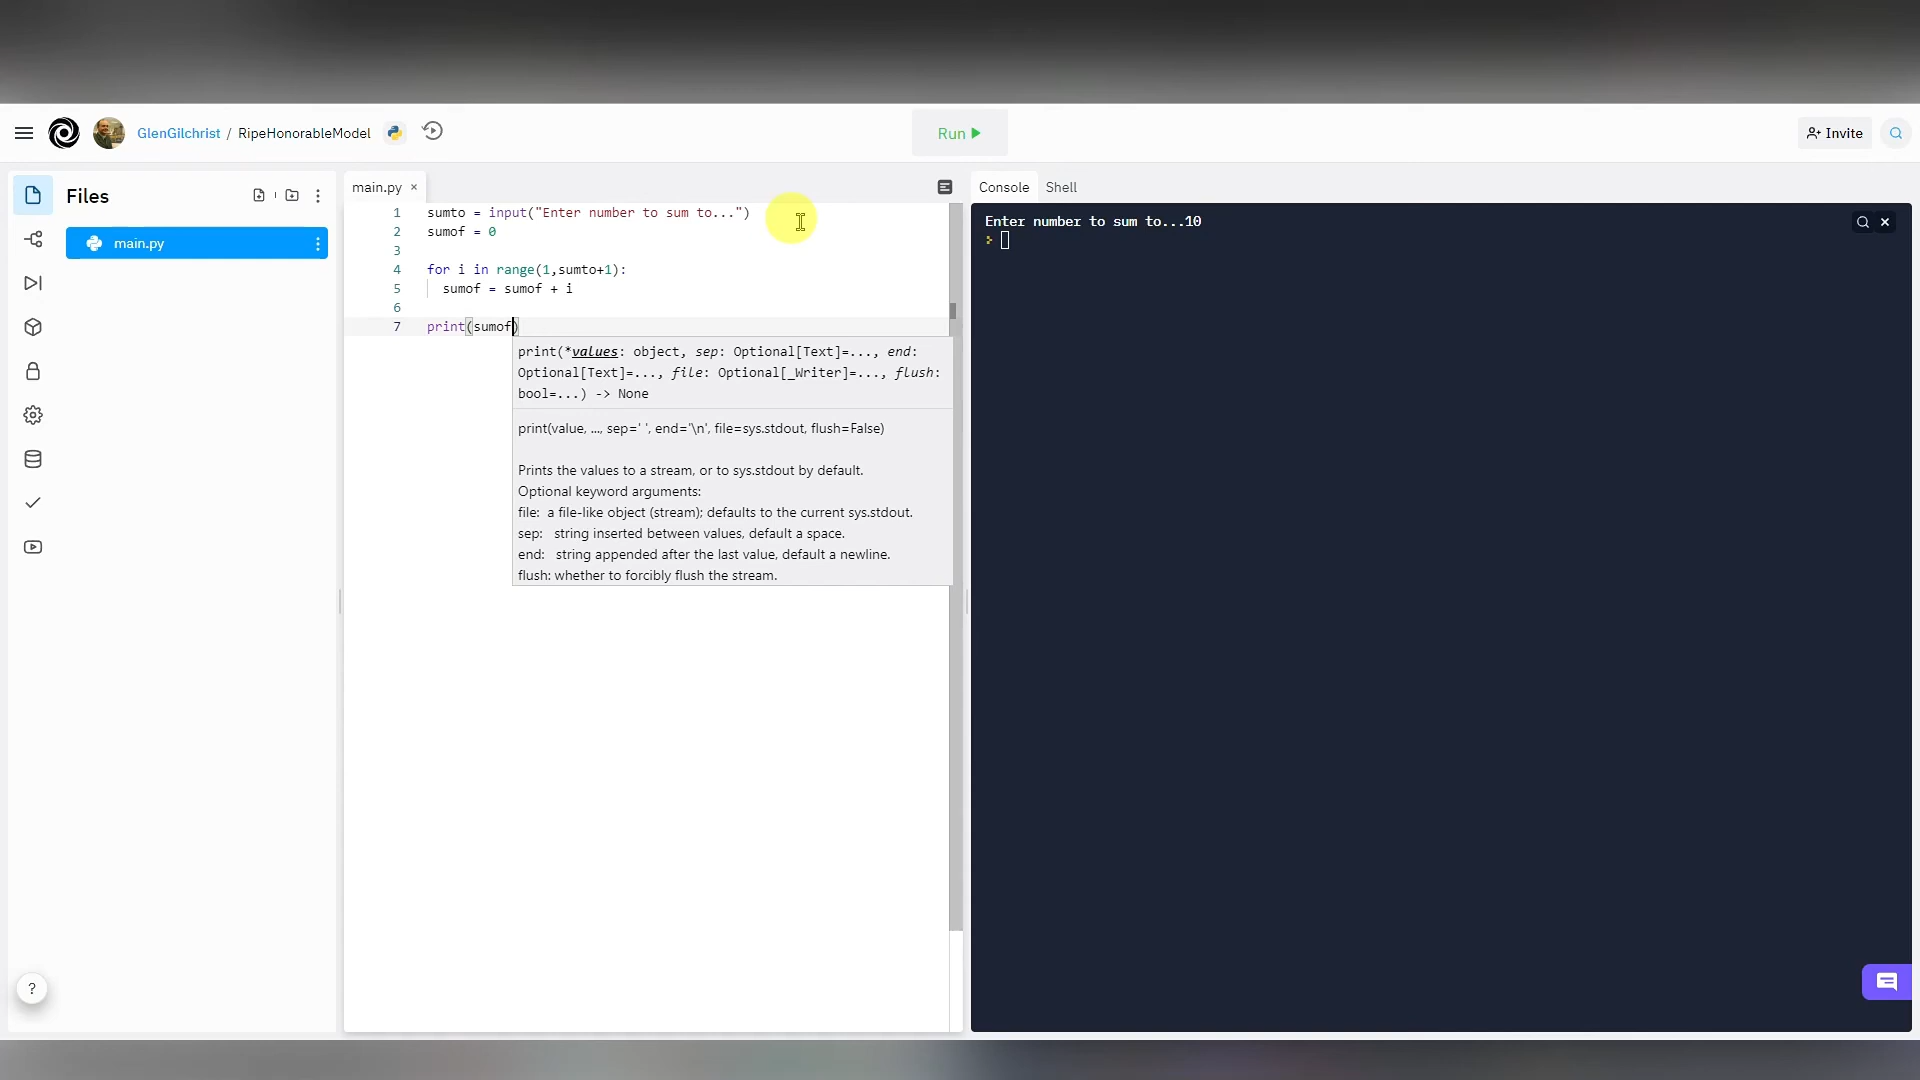 GlenGilchrist / RipeHonorableModel
Run
Invite
Files
main.py
main.py ×
1 sumto = input("Enter number to sum to...")
2 sumof = 0
3
4 for i in range(1,sumto+1):
5 sumof = sumof + i
6
7 print(sumof)
print(*values: object, sep: Optional[Text]=..., end:
Optional[Text]=..., file: Optional[_Writer]=..., flush:
bool=...) -> None
print(value, ..., sep=' ', end='\n', file=sys.stdout, flush=False)
Prints the values to a stream, or to sys.stdout by default.
Optional keyword arguments:
file: a file-like object (stream); defaults to the current sys.stdout.
sep: string inserted between values, default a space.
end: string appended after the last value, default a newline.
flush: whether to forcibly flush the stream.
Console Shell
Enter number to sum to...10
>
?